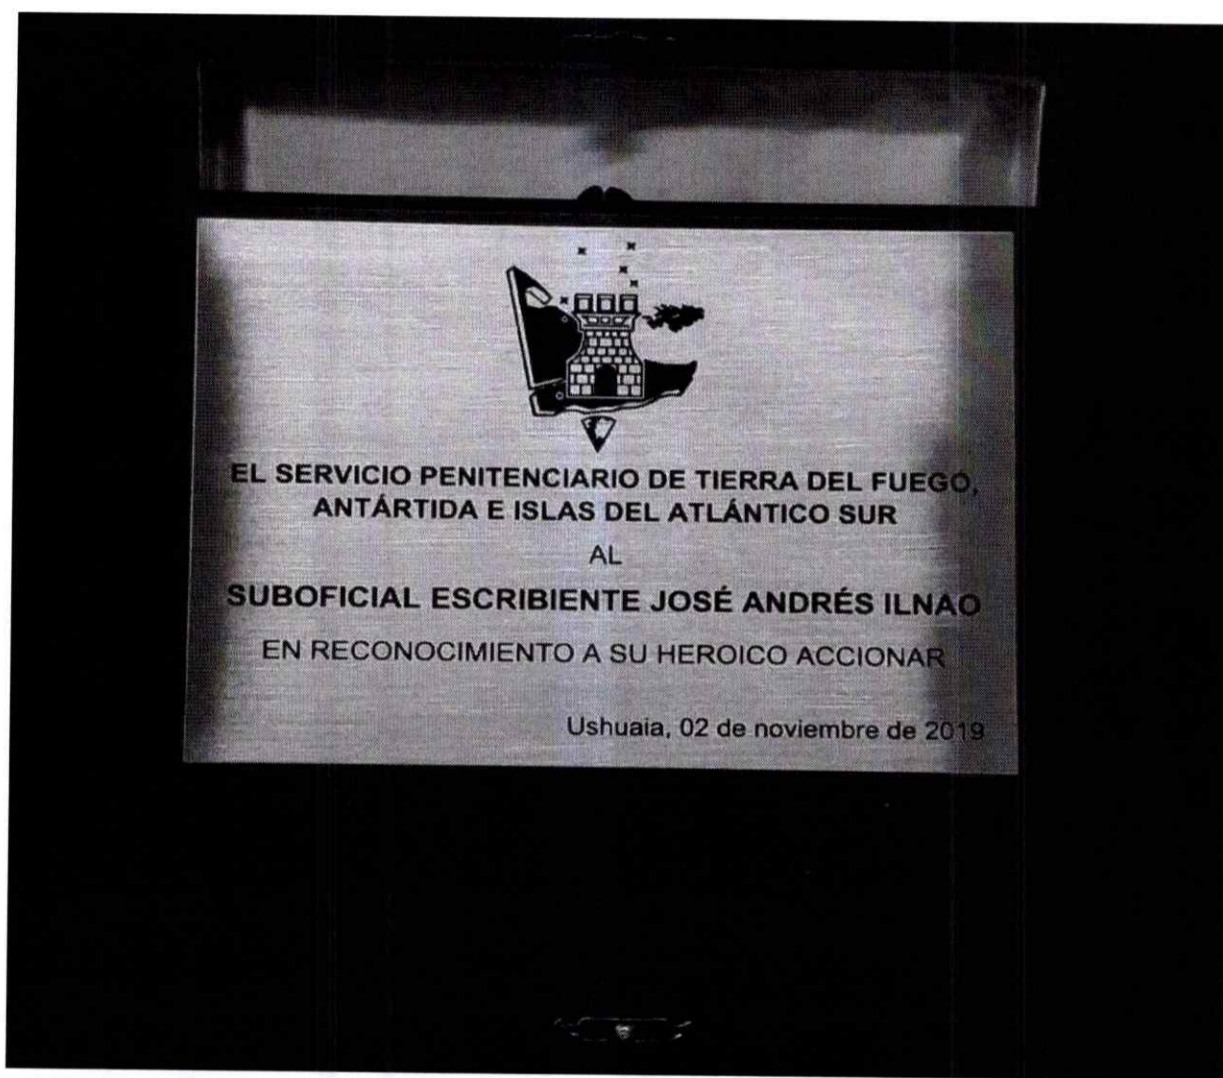 EL SERVICIO PENITENCIARIO DE TIERRA DEL FUEGO,
ANTÁRTIDA E ISLAS DEL ATLÁNTICO SUR
AL
SUBOFICIAL ESCRIBIENTE JOSÉ ANDRÉS ILNAO
EN RECONOCIMIENTO A SU HEROICO ACCIONAR
Ushuaia, 02 de noviembre de 2019